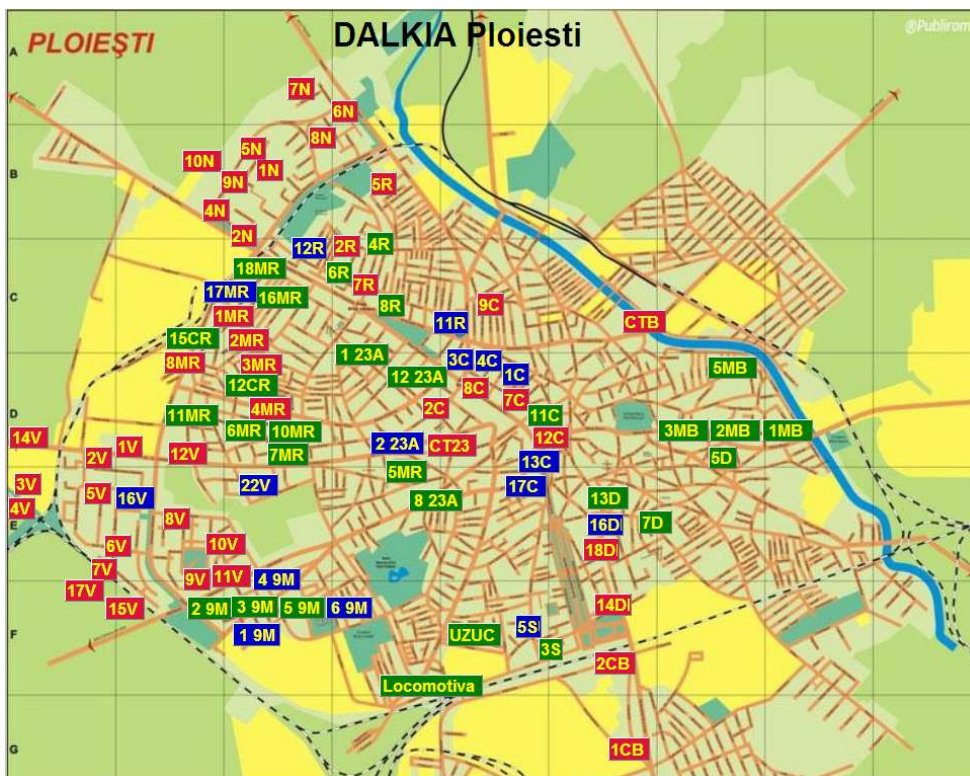 PLOIEŞTI
DALKIA Ploiesti
®Publirom
A
7N
6N
8N
5N
10N
1N
B
9N
5R
4N
2N
12R
2R
4R
18MR
6R
7R
17MR
16MR
C
8R
9C
1MR
11R
CTB
15CR
2MR
1 23A
8MR
3MR
3C
4C
5MB
1C
12 23A
12CR
8C
7C
4MR
2C
11MR
11C
D
6MR
10MR
3MB
2MB
1MB
14V
1V
2 23A
CT23
12C
12V
7MR
2V
5D
13C
5MR
3V
22V
17C
5V
16V
8 23A
13D
4V
8V
E
16D
7D
6V
10V
18D
7V
9V
11V
4 9M
17V
15V
2 9M
3 9M
5 9M
6 9M
14D
F
1 9M
UZUC
5S
3S
2CB
Locomotiva
G
1CB